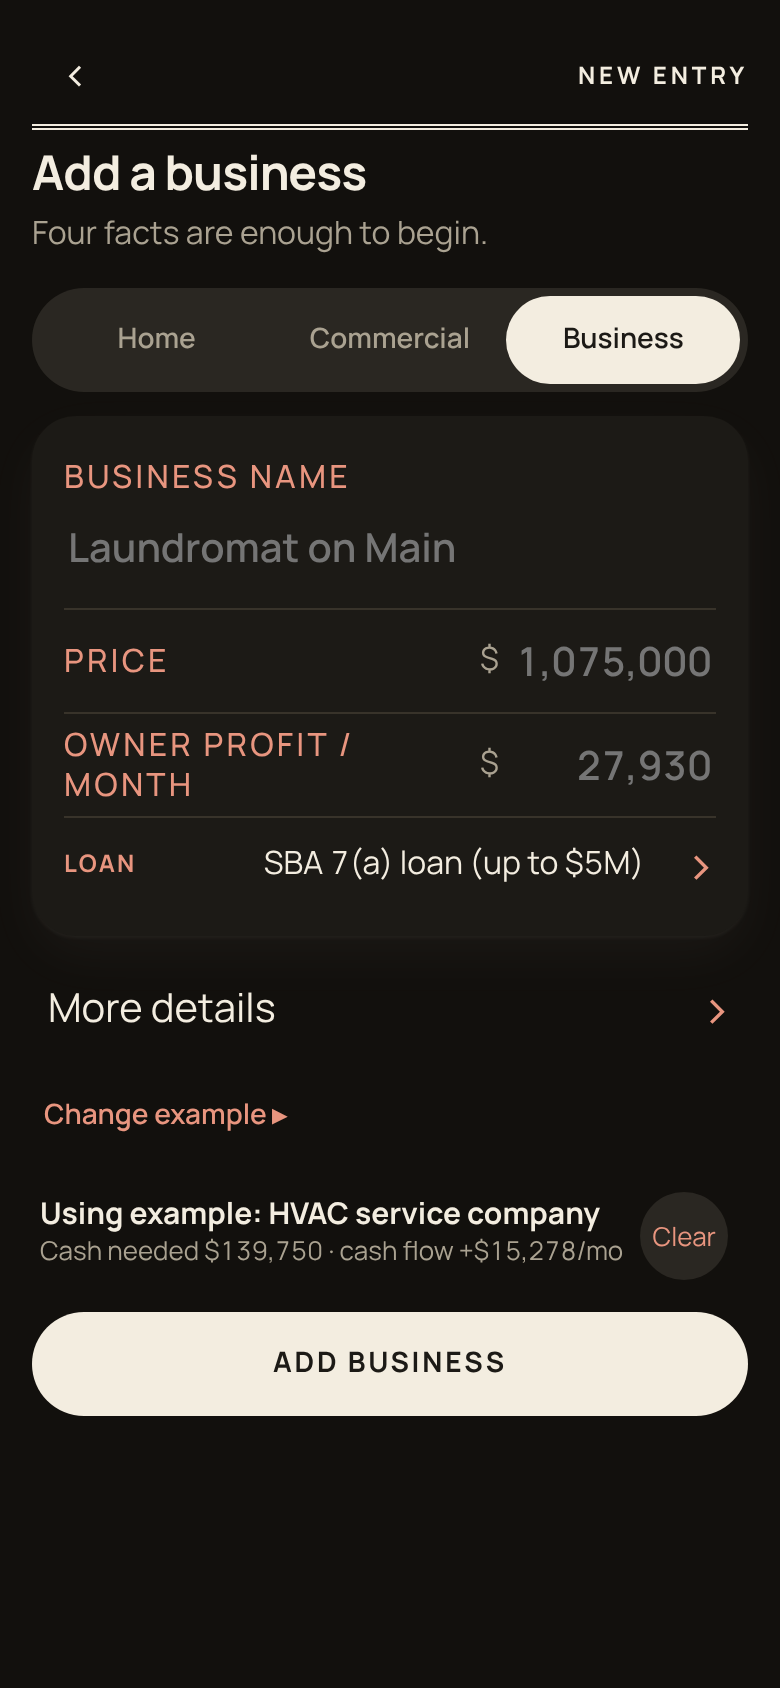 NEW ENTRY
Add a business
Four facts are enough to begin.
Home Commercial Business
BUSINESS NAME
Laundromat on Main
PRICE $ 1,075,000
OWNER PROFIT / MONTH $ 27,930
LOAN SBA 7(a) loan (up to $5M)
More details
Change example ▸
Using example: HVAC service company
Cash needed $139,750 · cash flow +$15,278/mo
Clear
ADD BUSINESS